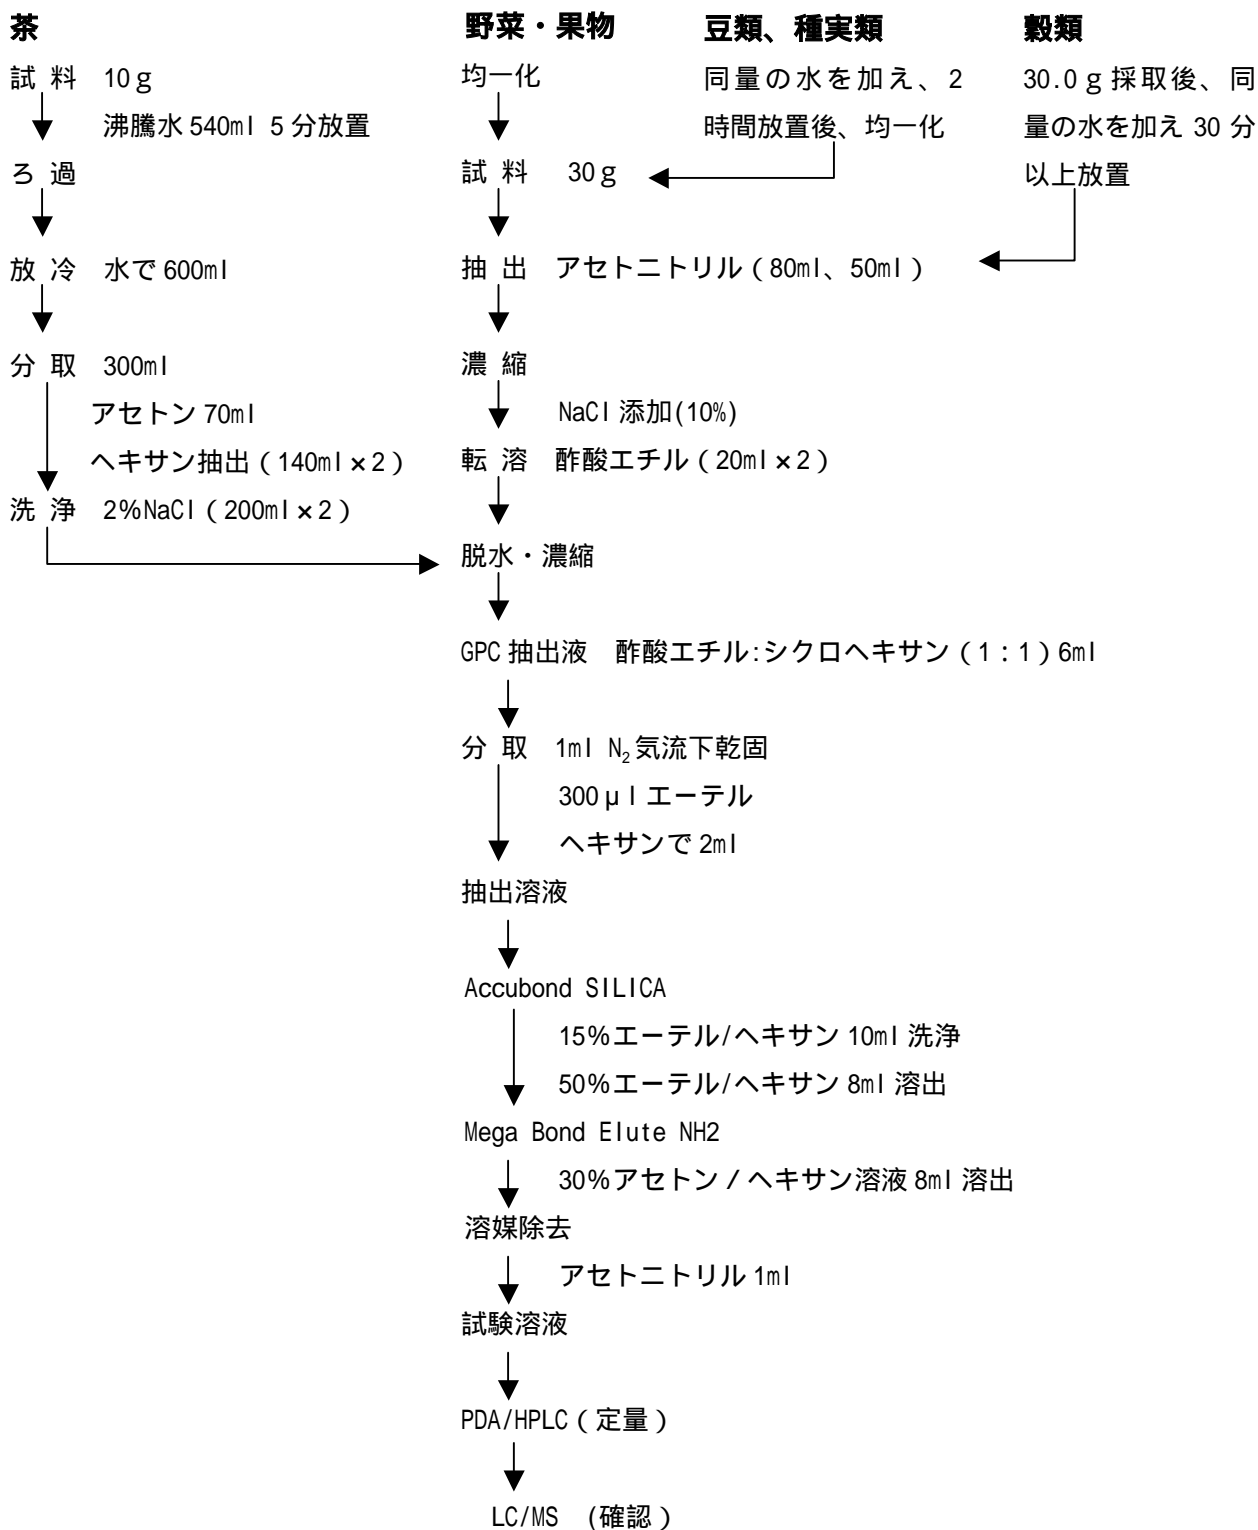 茶
試 料 10ｇ
沸騰水 540ml 5 分放置
ろ 過
放 冷 水で 600ml
分 取 300ml
アセトン 70ml
ヘキサン抽出（140ml×2）
洗 浄 2%NaCl（200ml×2）
野菜・果物
均一化
試 料 30ｇ
豆類、種実類
同量の水を加え、2
時間放置後、均一化
穀類
30.0ｇ採取後、同
量の水を加え 30 分
以上放置
抽 出 アセトニトリル（80ml、50ml）
濃 縮
NaCl 添加(10%)
転 溶 酢酸エチル（20ml×2）
脱水・濃縮
GPC 抽出液 酢酸エチル:シクロヘキサン（1：1）6ml
分 取 1ml N₂気流下乾固
300μl エーテル
ヘキサンで 2ml
抽出溶液
Accubond SILICA
15%エーテル/ヘキサン 10ml 洗浄
50%エーテル/ヘキサン 8ml 溶出
Mega Bond Elute NH2
30%アセトン／ヘキサン溶液 8ml 溶出
溶媒除去
アセトニトリル 1ml
試験溶液
PDA/HPLC（定量）
LC/MS (確認）